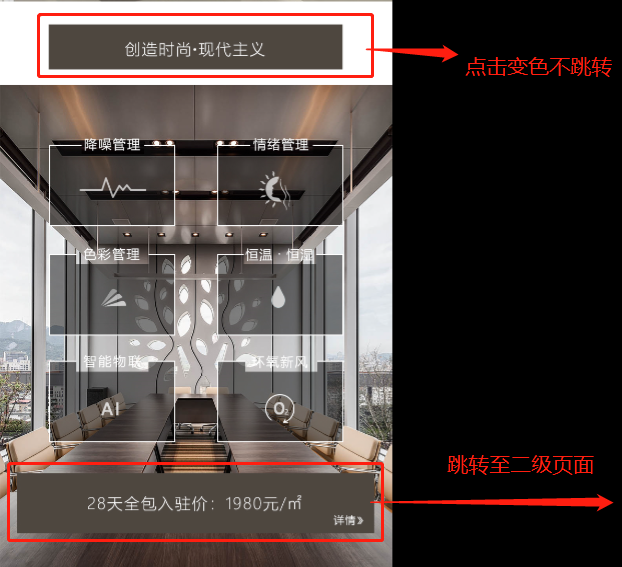 创造时尚·现代主义
点击变色不跳转
降噪管理
情绪管理
色彩管理
恒温·恒湿
智能物联
环氧新风
AI
O₂
跳转至二级页面
28天全包入驻价：1980元/㎡
详情»